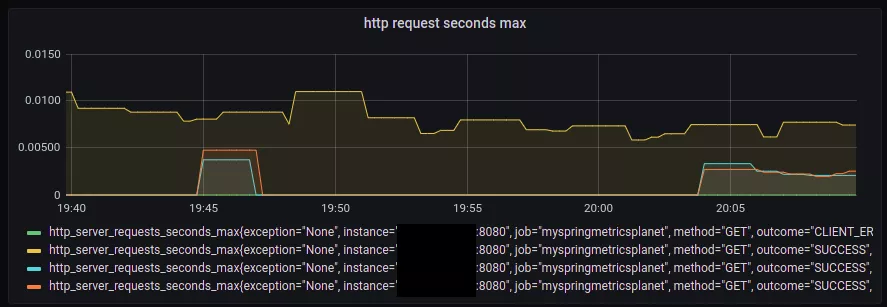 http request seconds max
0.0150
0.0100
0.00500
0
19:40 19:45 19:50 19:55 20:00 20:05
http_server_requests_seconds_max{exception="None", instance=" :8080", job="myspringmetricsplanet", method="GET", outcome="CLIENT_ER
http_server_requests_seconds_max{exception="None", instance=" :8080", job="myspringmetricsplanet", method="GET", outcome="SUCCESS",
http_server_requests_seconds_max{exception="None", instance=" :8080", job="myspringmetricsplanet", method="GET", outcome="SUCCESS",
http_server_requests_seconds_max{exception="None", instance=" :8080", job="myspringmetricsplanet", method="GET", outcome="SUCCESS",